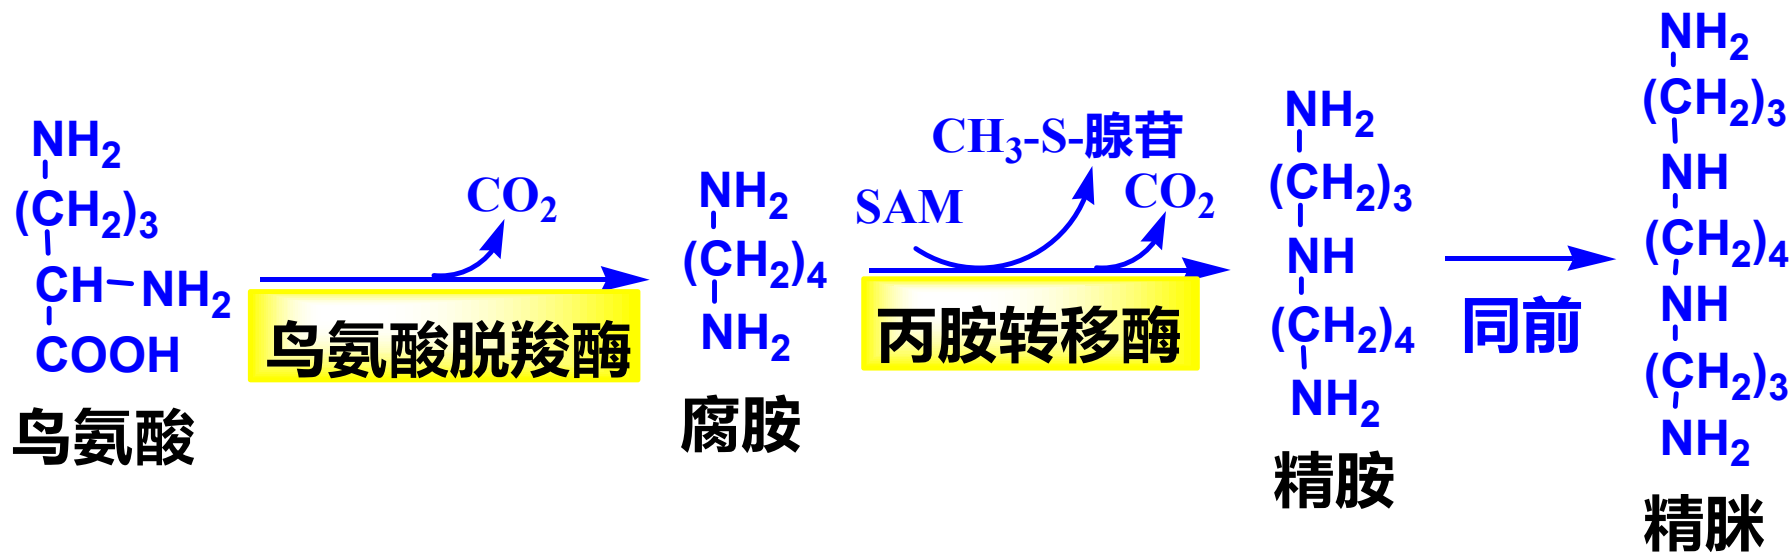 NH2
(CH2)3
CH-NH2
COOH
鸟氨酸
CO2
鸟氨酸脱羧酶
NH2
(CH2)4
NH2
腐胺
SAM
CH3-S-腺苷
CO2
丙胺转移酶
NH2
(CH2)3
NH
(CH2)4
NH2
精胺
同前
NH2
(CH2)3
NH
(CH2)4
NH
(CH2)3
NH2
精脒